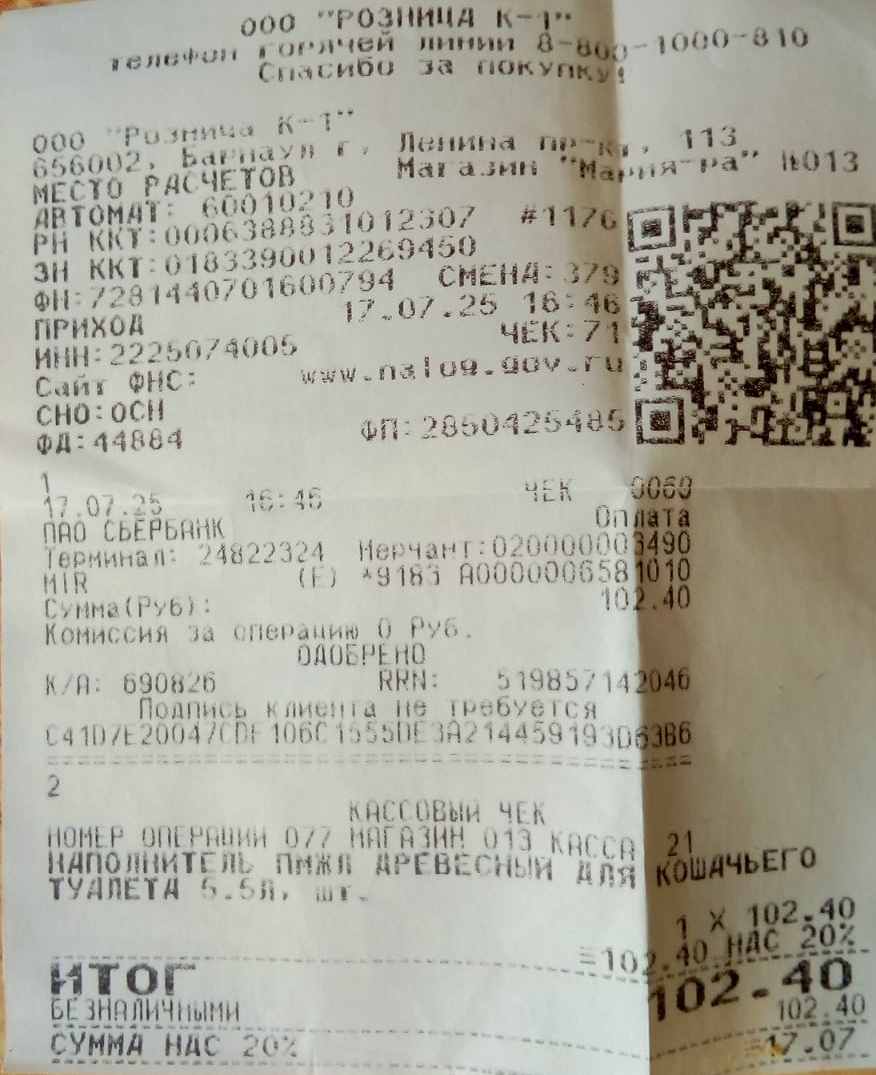 ООО "РОЗНИЦА К-1"
телефон горячей линии 8-800-1000-810
Спасибо за покупку!
ООО "Розница К-1"
656002, Барнаул г, Ленина пр-кт, 113
Магазин "Мария-ра" №013
МЕСТО РАСЧЕТОВ
АВТОМАТ: 60010210
РН ККТ:0006388831012307 #1176
ЗН ККТ:0183390012269450
ФН:7281440701600794 СМЕНА:379
17.07.25 16:46
ПРИХОД ЧЕК:71
ИНН:2225074005
Сайт ФНС: www.nalog.gov.ru
СНО:ОСН
ФД:44884 ФП:2850425485
1
17.07.25 16:46 ЧЕК 0060
ПАО СБЕРБАНК Оплата
Терминал: 24822324 Мерчант:020000003490
MIR (E) *9183 A0000006581010
Сумма(Руб): 102.40
Комиссия за операцию 0 Руб.
ОДОБРЕНО
К/А: 690826 RRN: 519857142046
Подпись клиента не требуется
C41D7E20047CDF106C1555DE3A214459193D63B6
2
КАССОВЫЙ ЧЕК
НОМЕР ОПЕРАЦИИ 077 МАГАЗИН 013 КАССА 21
НАПОЛНИТЕЛЬ ПМЖЛ ДРЕВЕСНЫЙ ДЛЯ КОШАЧЬЕГО
ТУАЛЕТА 5.5Л, шт.
1 X 102.40
=102.40 НДС 20%
ИТОГ 102.40
БЕЗНАЛИЧНЫМИ 102.40
СУММА НДС 20% =17.07